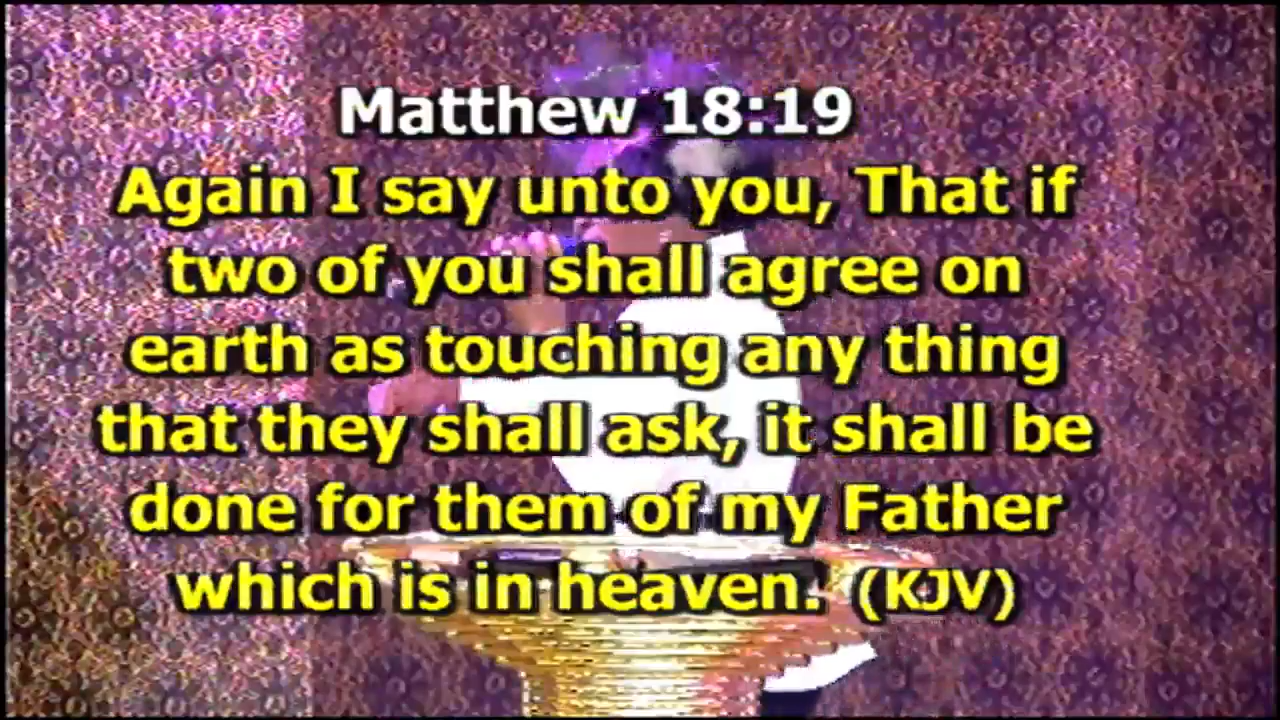 Matthew 18:19
Again I say unto you, That if
two of you shall agree on
earth as touching any thing
that they shall ask, it shall be
done for them of my Father
which is in heaven. (KJV)